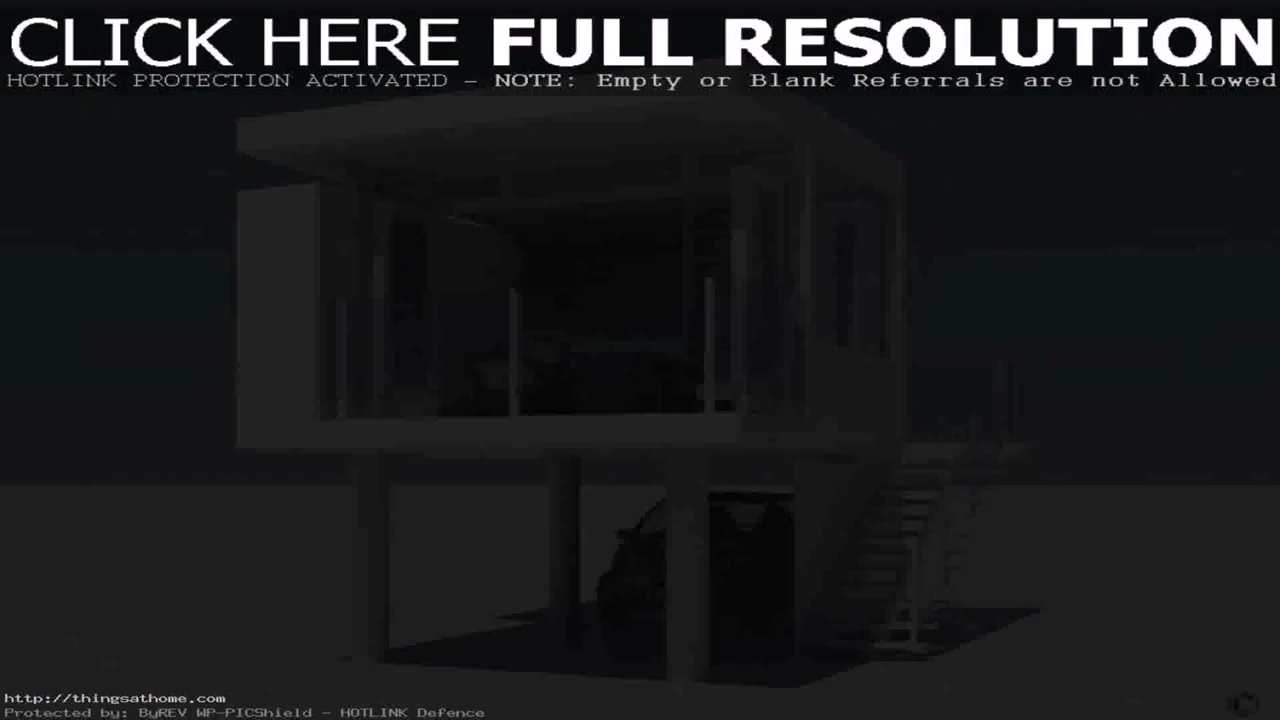 CLICK HERE FULL RESOLUTION
HOTLINK PROTECTION ACTIVATED - NOTE: Empty or Blank Referrals are not Allowed
http://thingsathome.com
Protected by: ByREV WP-PICShield - HOTLINK Defence